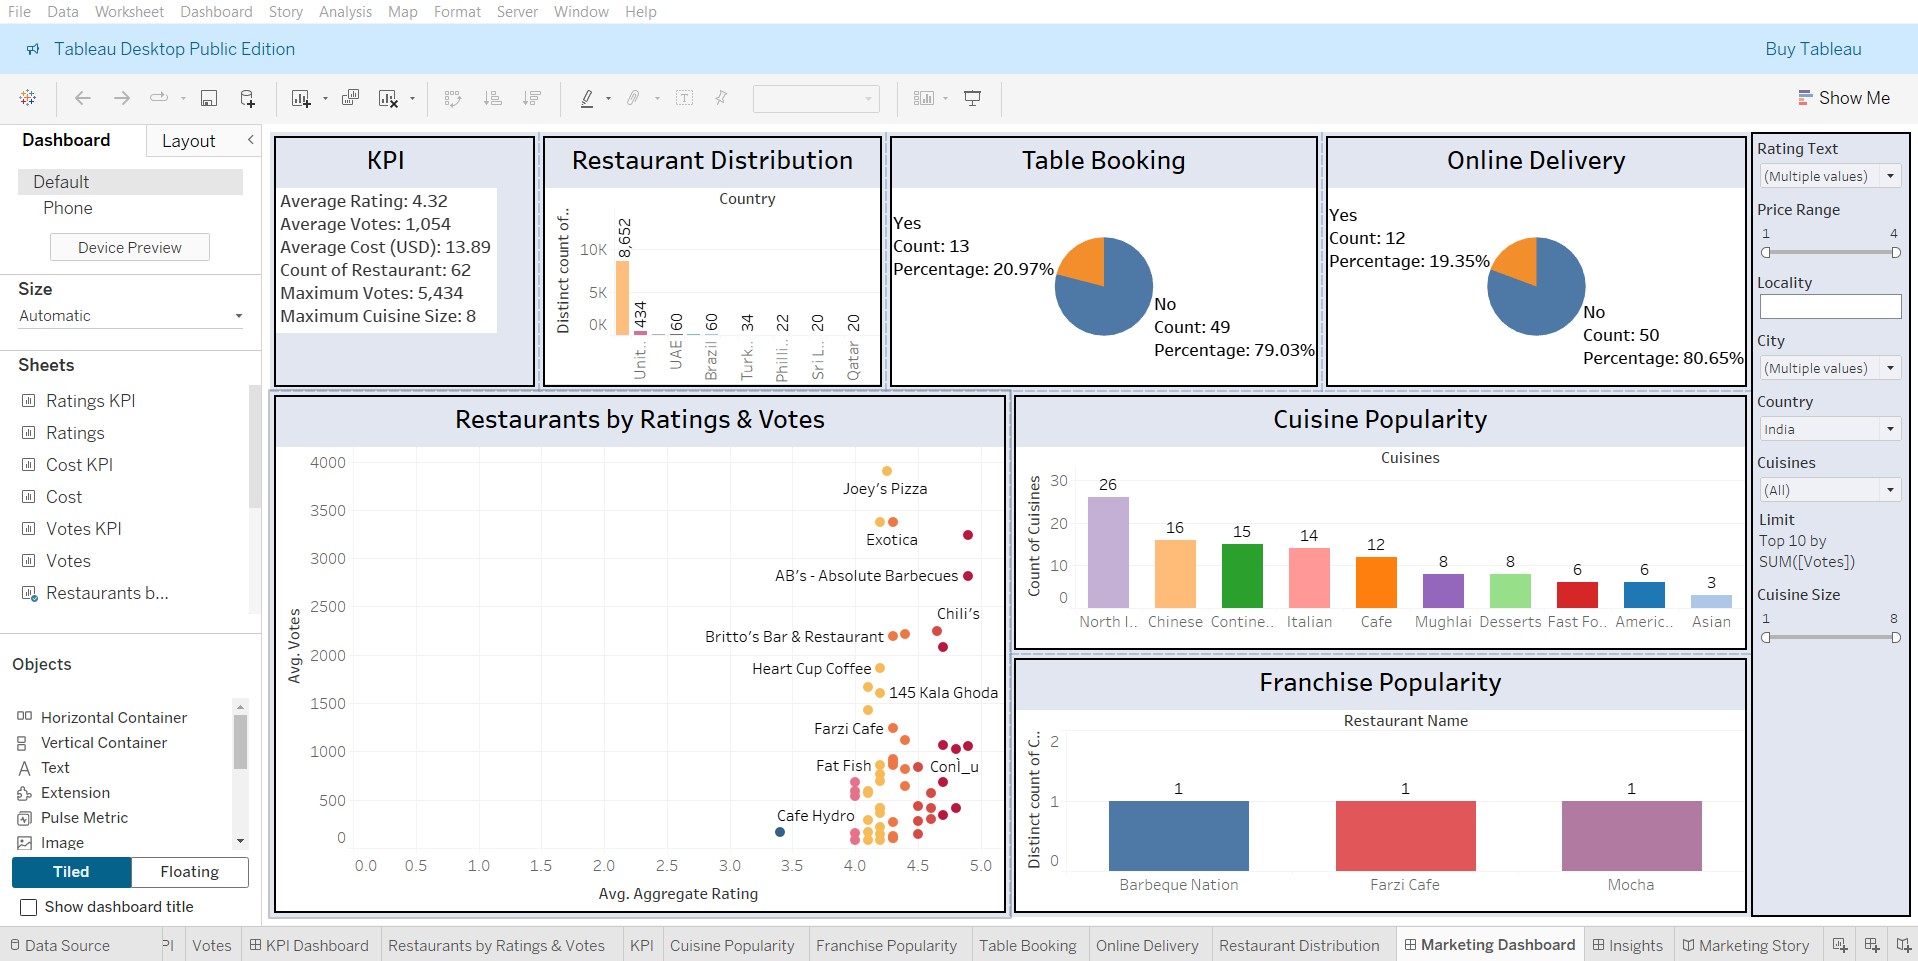 File Data Worksheet Dashboard Story Analysis Map Format Server Window Help
Tableau Desktop Public Edition
Buy Tableau
Show Me
Dashboard
Layout
Default
Phone
Device Preview
Size
Automatic
Sheets
Ratings KPI
Ratings
Cost KPI
Cost
Votes KPI
Votes
Restaurants b...
Objects
Horizontal Container
Vertical Container
Text
Extension
Pulse Metric
Image
Tiled
Floating
Show dashboard title
KPI
Average Rating: 4.32
Average Votes: 1,054
Average Cost (USD): 13.89
Count of Restaurant: 62
Maximum Votes: 5,434
Maximum Cuisine Size: 8
Restaurant Distribution
Country
Distinct count of..
10K
5K
0K
8,652
434
60
60
34
22
20
20
Unit..
UAE
Brazil
Turk..
Philli..
Sri L..
Qatar
Table Booking
Yes
Count: 13
Percentage: 20.97%
No
Count: 49
Percentage: 79.03%
Online Delivery
Yes
Count: 12
Percentage: 19.35%
No
Count: 50
Percentage: 80.65%
Restaurants by Ratings & Votes
Avg. Votes
4000
3500
3000
2500
2000
1500
1000
500
0
Joey's Pizza
Exotica
AB's - Absolute Barbecues
Chili's
Britto's Bar & Restaurant
Heart Cup Coffee
145 Kala Ghoda
Farzi Cafe
Fat Fish
ConÌ_u
Cafe Hydro
0.0 0.5 1.0 1.5 2.0 2.5 3.0 3.5 4.0 4.5 5.0
Avg. Aggregate Rating
Cuisine Popularity
Cuisines
Count of Cuisines
30
20
10
0
26
16
15
14
12
8
8
6
6
3
North I.. Chinese Contine.. Italian Cafe Mughlai Desserts Fast Fo.. Americ.. Asian
Franchise Popularity
Restaurant Name
Distinct count of C..
2
1
0
1
1
1
Barbeque Nation Farzi Cafe Mocha
Rating Text
(Multiple values)
Price Range
1 4
Locality
City
(Multiple values)
Country
India
Cuisines
(All)
Limit
Top 10 by
SUM([Votes])
Cuisine Size
1 8
Data Source PI Votes KPI Dashboard Restaurants by Ratings & Votes KPI Cuisine Popularity Franchise Popularity Table Booking Online Delivery Restaurant Distribution Marketing Dashboard Insights Marketing Story